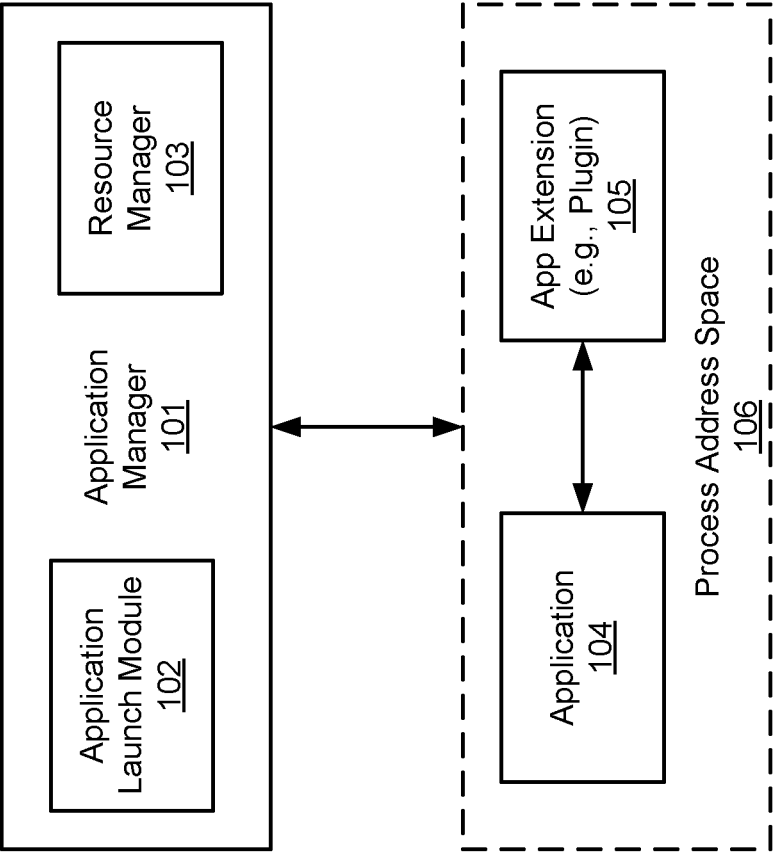 Application
Launch Module
102
Application
Manager
101
Resource
Manager
103
Application
104
App Extension
(e.g., Plugin)
105
Process Address Space
106